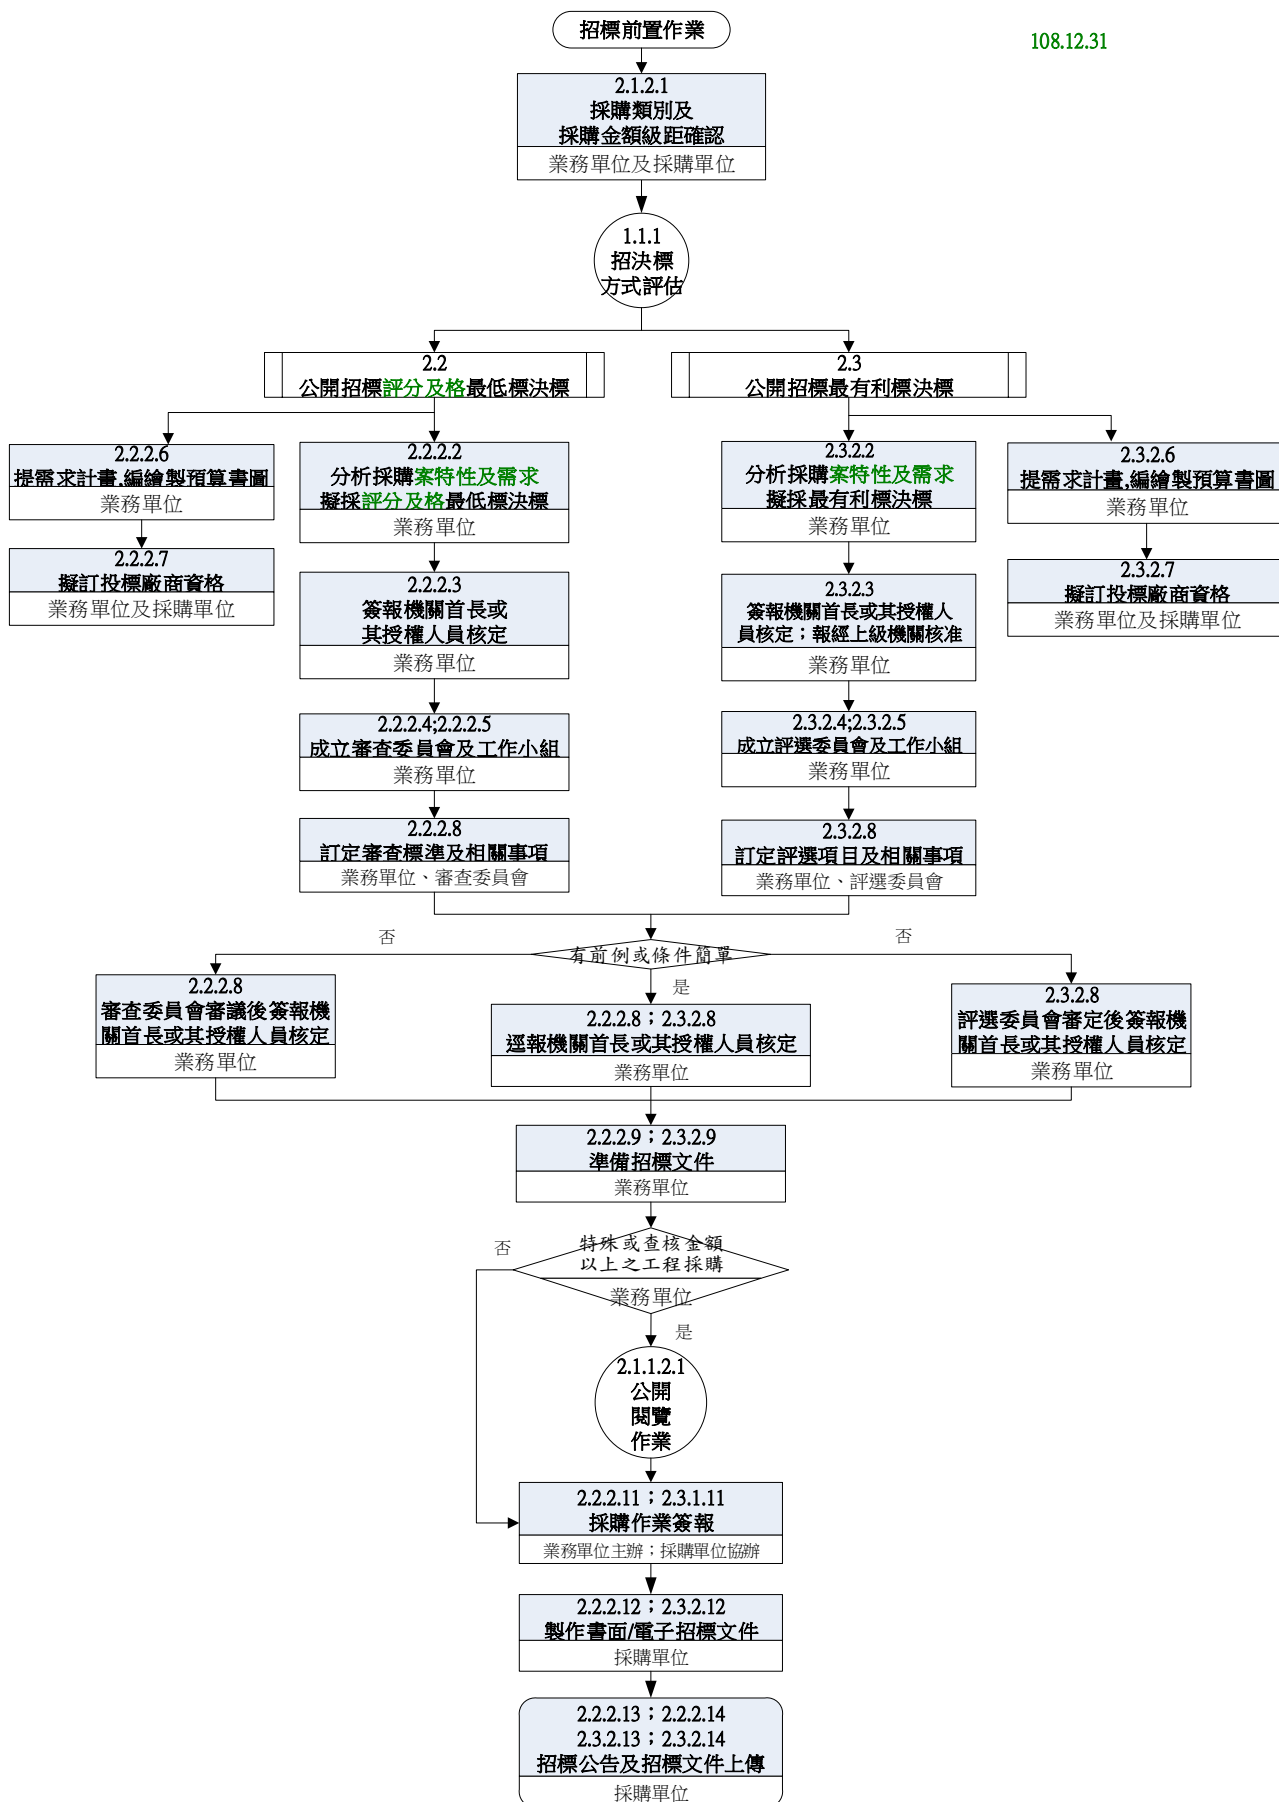 招標前置作業
108.12.31
2.1.2.1
採購類別及
採購金額級距確認
業務單位及採購單位
1.1.1
招決標
方式評估
2.2
公開招標評分及格最低標決標
2.3
公開招標最有利標決標
2.2.2.6
提需求計畫,編繪製預算書圖
業務單位
2.2.2.7
擬訂投標廠商資格
業務單位及採購單位
2.2.2.2
分析採購案特性及需求
擬採評分及格最低標決標
業務單位
2.2.2.3
簽報機關首長或
其授權人員核定
業務單位
2.2.2.4;2.2.2.5
成立審查委員會及工作小組
業務單位
2.2.2.8
訂定審查標準及相關事項
業務單位、審查委員會
2.3.2.2
分析採購案特性及需求
擬採最有利標決標
業務單位
2.3.2.3
簽報機關首長或其授權人
員核定；報經上級機關核准
業務單位
2.3.2.4;2.3.2.5
成立評選委員會及工作小組
業務單位
2.3.2.8
訂定評選項目及相關事項
業務單位、評選委員會
2.3.2.6
提需求計畫,編繪製預算書圖
業務單位
2.3.2.7
擬訂投標廠商資格
業務單位及採購單位
有前例或條件簡單
否
否
是
2.2.2.8
審查委員會審議後簽報機
關首長或其授權人員核定
業務單位
2.2.2.8；2.3.2.8
逕報機關首長或其授權人員核定
業務單位
2.3.2.8
評選委員會審定後簽報機
關首長或其授權人員核定
業務單位
2.2.2.9；2.3.2.9
準備招標文件
業務單位
特殊或查核金額
以上之工程採購
業務單位
否
是
2.1.1.2.1
公開
閱覽
作業
2.2.2.11；2.3.1.11
採購作業簽報
業務單位主辦；採購單位協辦
2.2.2.12；2.3.2.12
製作書面/電子招標文件
採購單位
2.2.2.13；2.2.2.14
2.3.2.13；2.3.2.14
招標公告及招標文件上傳
採購單位